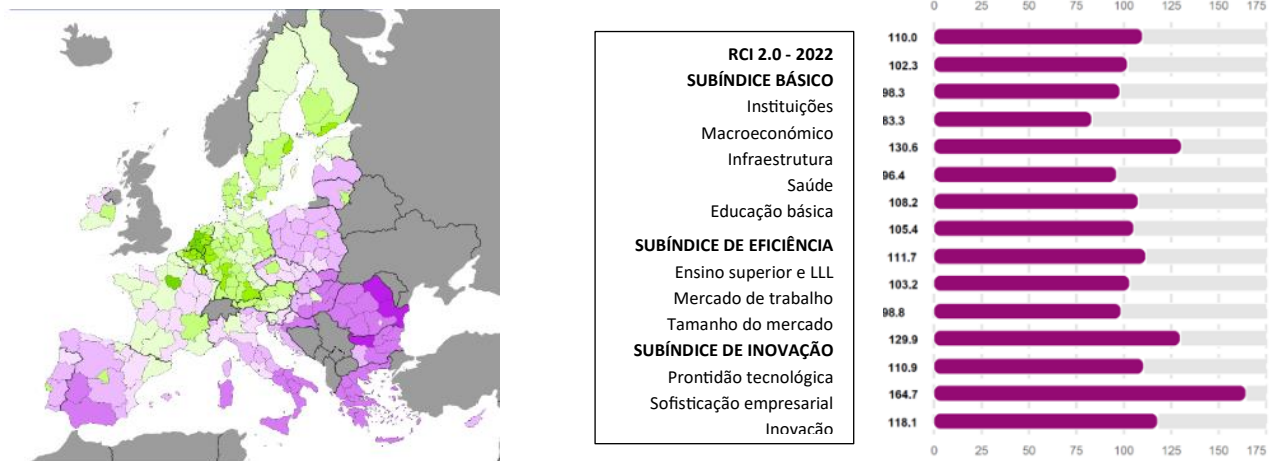 RCI 2.0 - 2022
SUBÍNDICE BÁSICO
Instituições
Macroeconómico
Infraestrutura
Saúde
Educação básica
SUBÍNDICE DE EFICIÊNCIA
Ensino superior e LLL
Mercado de trabalho
Tamanho do mercado
SUBÍNDICE DE INOVAÇÃO
Prontidão tecnológica
Sofisticação empresarial
Inovação
0 25 50 75 100 125 150 175
110.0
102.3
98.3
83.3
130.6
96.4
108.2
105.4
111.7
103.2
98.8
129.9
110.9
164.7
118.1
0 25 50 75 100 125 150 175